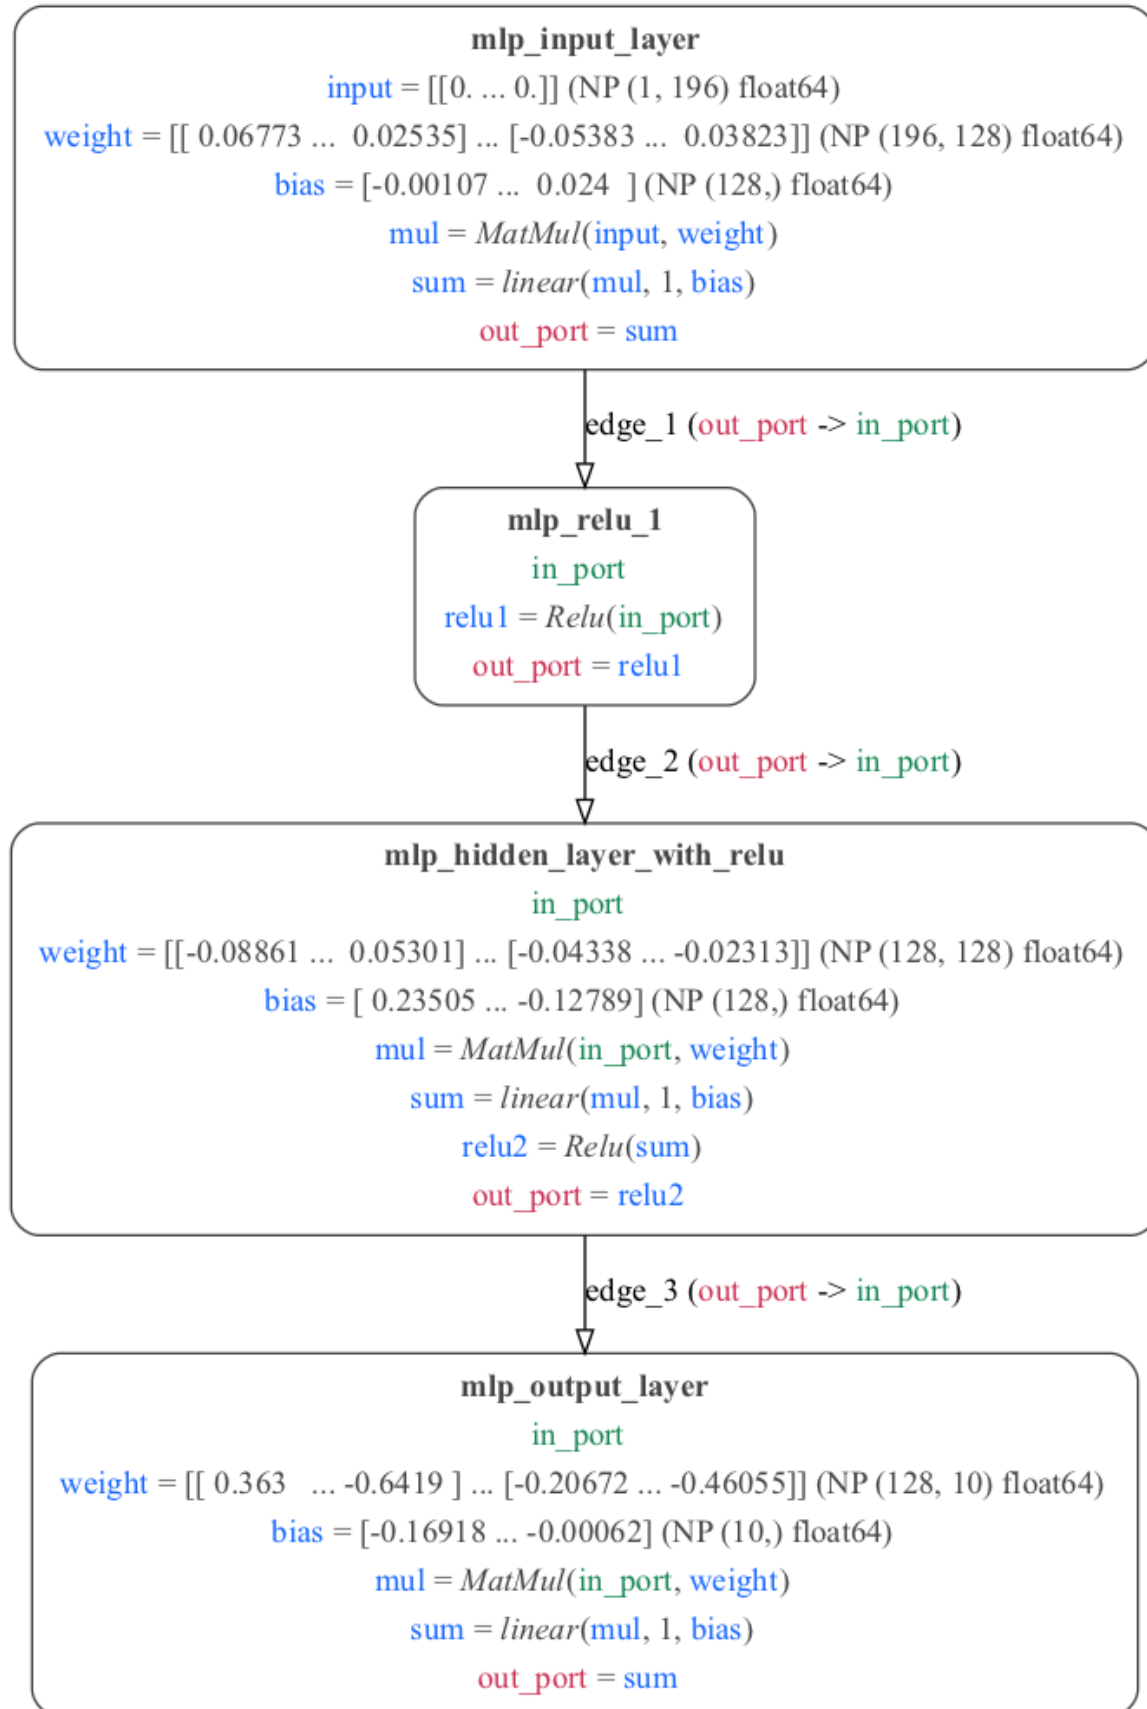 mlp_input_layer
input = [[0. ... 0.]] (NP (1, 196) float64)
weight = [[ 0.06773 ...  0.02535] ... [-0.05383 ...  0.03823]] (NP (196, 128) float64)
bias = [-0.00107 ...  0.024  ] (NP (128,) float64)
mul = MatMul(input, weight)
sum = linear(mul, 1, bias)
out_port = sum
edge_1 (out_port -> in_port)
mlp_relu_1
in_port
relu1 = Relu(in_port)
out_port = relu1
edge_2 (out_port -> in_port)
mlp_hidden_layer_with_relu
in_port
weight = [[-0.08861 ...  0.05301] ... [-0.04338 ... -0.02313]] (NP (128, 128) float64)
bias = [ 0.23505 ... -0.12789] (NP (128,) float64)
mul = MatMul(in_port, weight)
sum = linear(mul, 1, bias)
relu2 = Relu(sum)
out_port = relu2
edge_3 (out_port -> in_port)
mlp_output_layer
in_port
weight = [[ 0.363   ... -0.6419 ] ... [-0.20672 ... -0.46055]] (NP (128, 10) float64)
bias = [-0.16918 ... -0.00062] (NP (10,) float64)
mul = MatMul(in_port, weight)
sum = linear(mul, 1, bias)
out_port = sum